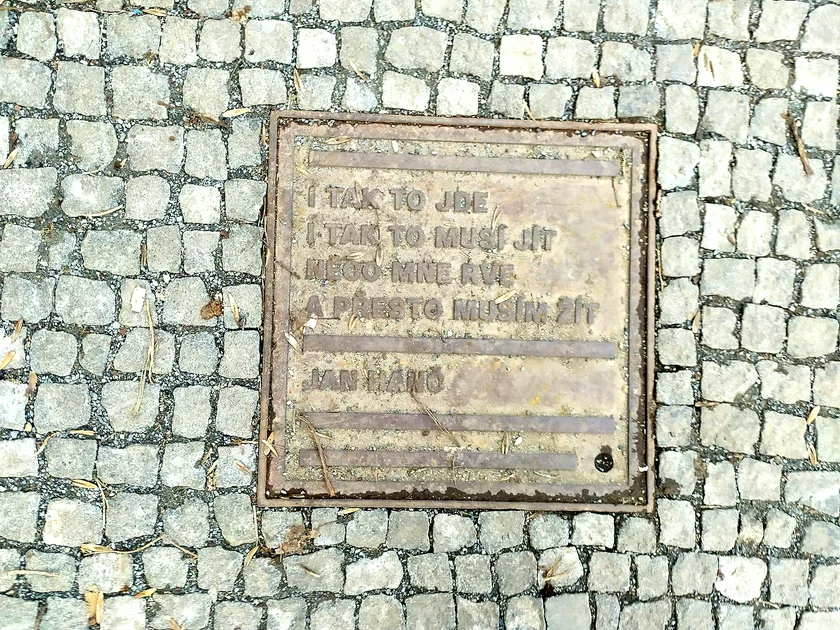 I TAK TO JDE
I TAK TO MUSÍ JÍT
NĚCO MNE RVE
A PŘESTO MUSÍM ŽÍT
JAN HANČ